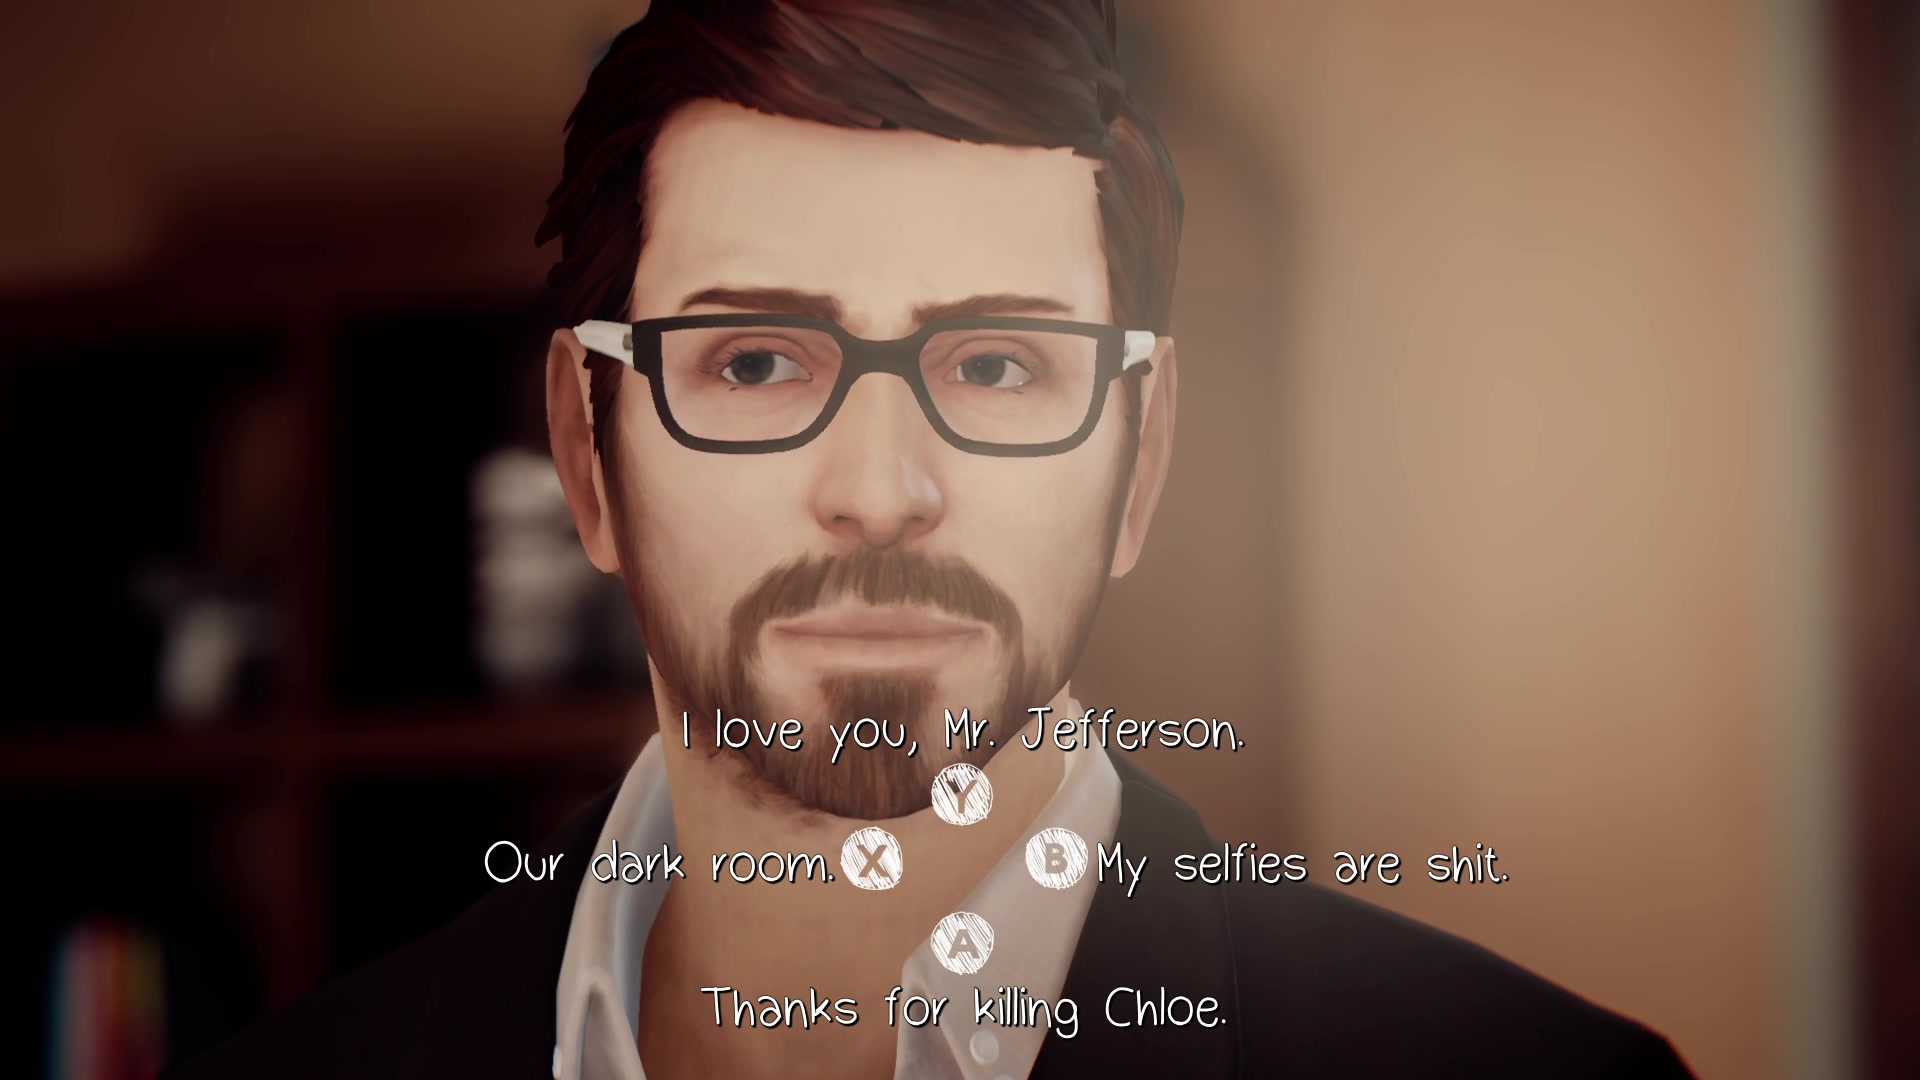 I love you, Mr. Jefferson.
Y
Our dark room. X B My selfies are shit.
A
Thanks for killing Chloe.